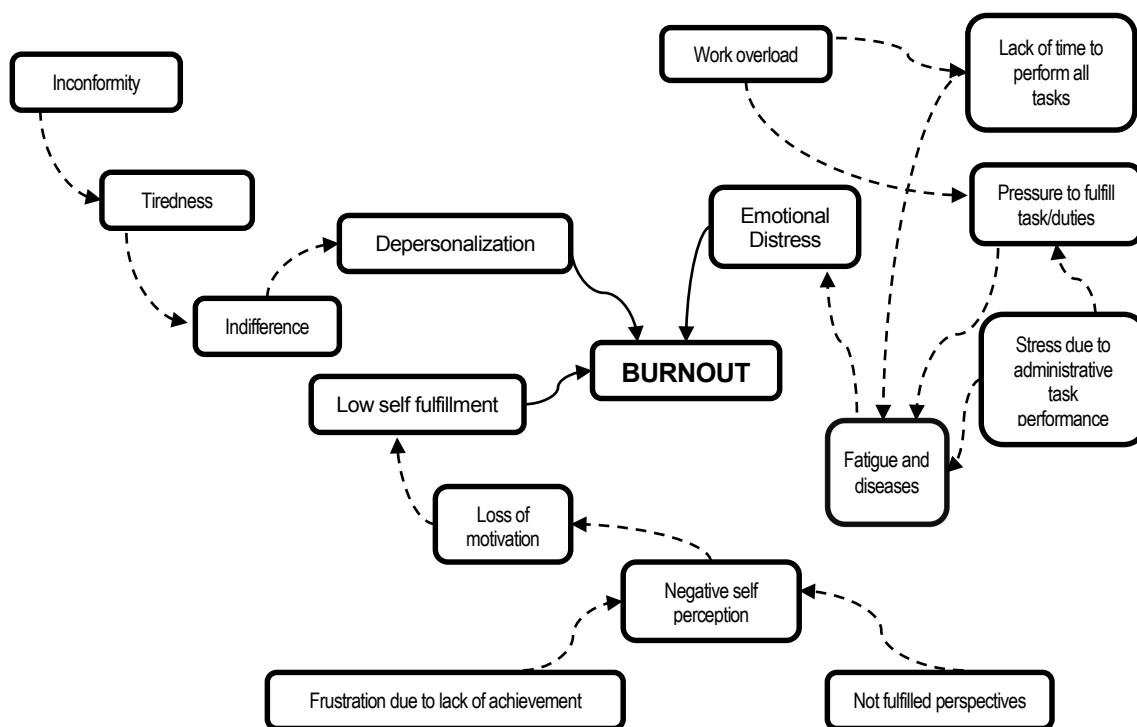 Work overload
Lack of time to
perform all
tasks
Inconformity
Tiredness
Pressure to fulfill
task/duties
Emotional
Distress
Depersonalization
Indifference
BURNOUT
Stress due to
administrative
task
performance
Low self fulfillment
Fatigue and
diseases
Loss of
motivation
Negative self
perception
Frustration due to lack of achievement
Not fulfilled perspectives